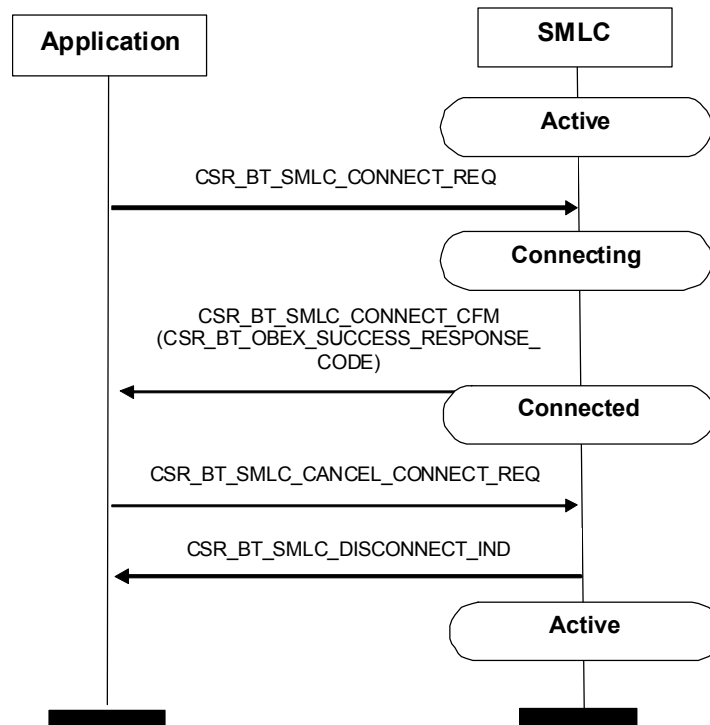 Application
SMLC
Active
CSR_BT_SMLC_CONNECT_REQ
Connecting
CSR_BT_SMLC_CONNECT_CFM
(CSR_BT_OBEX_SUCCESS_RESPONSE_
CODE)
Connected
CSR_BT_SMLC_CANCEL_CONNECT_REQ
CSR_BT_SMLC_DISCONNECT_IND
Active